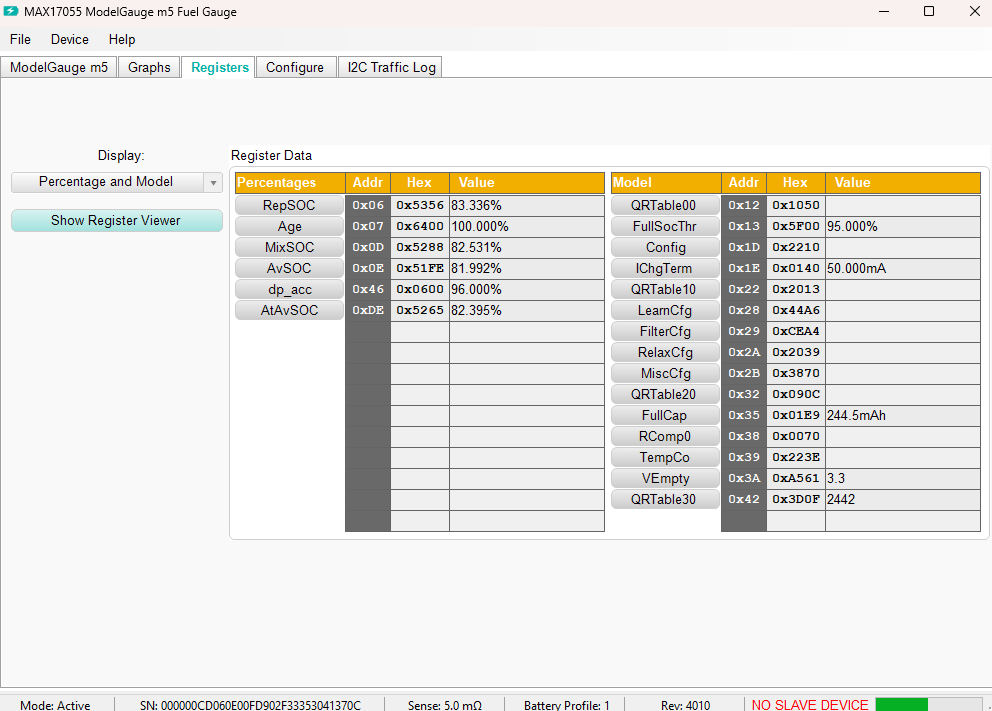 MAX17055 ModelGauge m5 Fuel Gauge
File Device Help
ModelGauge m5 Graphs Registers Configure I2C Traffic Log
Display:
Percentage and Model
Show Register Viewer
Register Data
Percentages Addr Hex Value
RepSOC 0x06 0x5356 83.336%
Age 0x07 0x6400 100.000%
MixSOC 0x0D 0x5288 82.531%
AvSOC 0x0E 0x51FE 81.992%
dp_acc 0x46 0x0600 96.000%
AtAvSOC 0xDE 0x5265 82.395%
Model Addr Hex Value
QRTable00 0x12 0x1050
FullSocThr 0x13 0x5F00 95.000%
Config 0x1D 0x2210
IChgTerm 0x1E 0x0140 50.000mA
QRTable10 0x22 0x2013
LearnCfg 0x28 0x44A6
FilterCfg 0x29 0xCEA4
RelaxCfg 0x2A 0x2039
MiscCfg 0x2B 0x3870
QRTable20 0x32 0x090C
FullCap 0x35 0x01E9 244.5mAh
RComp0 0x38 0x0070
TempCo 0x39 0x223E
VEmpty 0x3A 0xA561 3.3
QRTable30 0x42 0x3D0F 2442
Mode: Active SN: 000000CD060E00FD902F33353041370C Sense: 5.0 mΩ Battery Profile: 1 Rev: 4010 NO SLAVE DEVICE